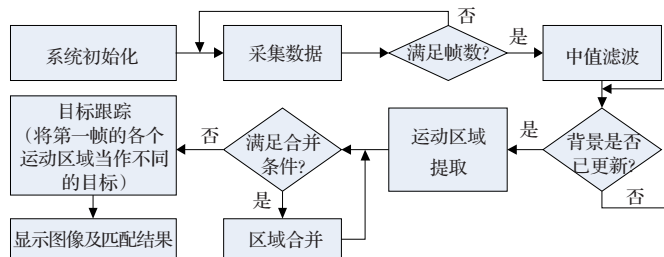 否
系统初始化
采集数据
满足帧数?
是
中值滤波
目标跟踪
(将第一帧的各个
运动区域当作不同
的目标)
否
满足合并
条件?
运动区域
提取
是
背景是否
已更新?
是
否
显示图像及匹配结果
区域合并